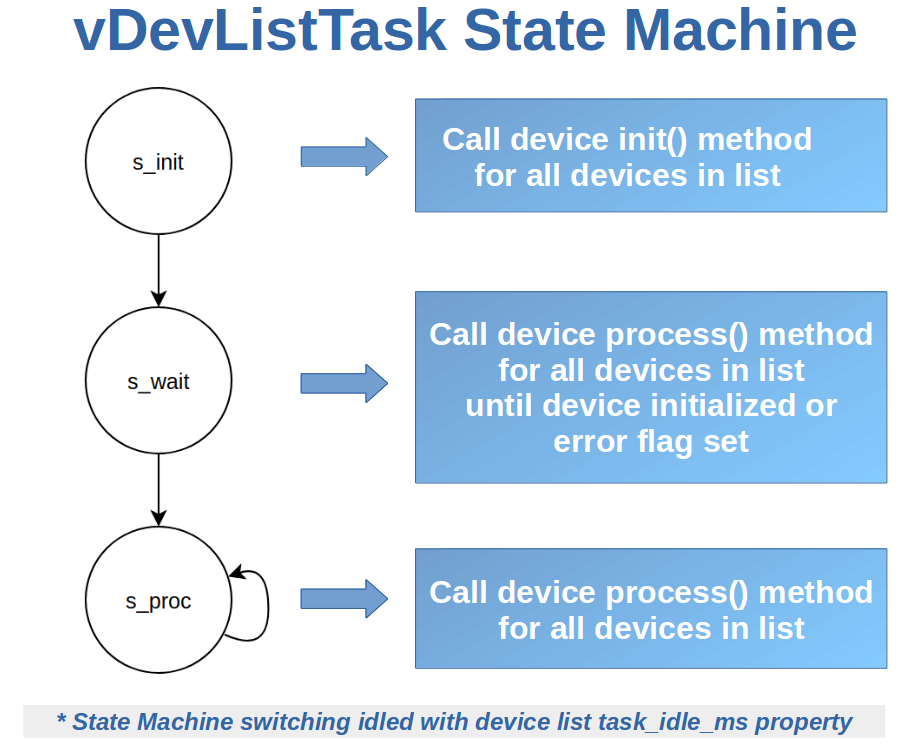 vDevListTask State Machine
s_init
Call device init() method
for all devices in list
s_wait
Call device process() method
for all devices in list
until device initialized or
error flag set
s_proc
Call device process() method
for all devices in list
* State Machine switching idled with device list task_idle_ms property